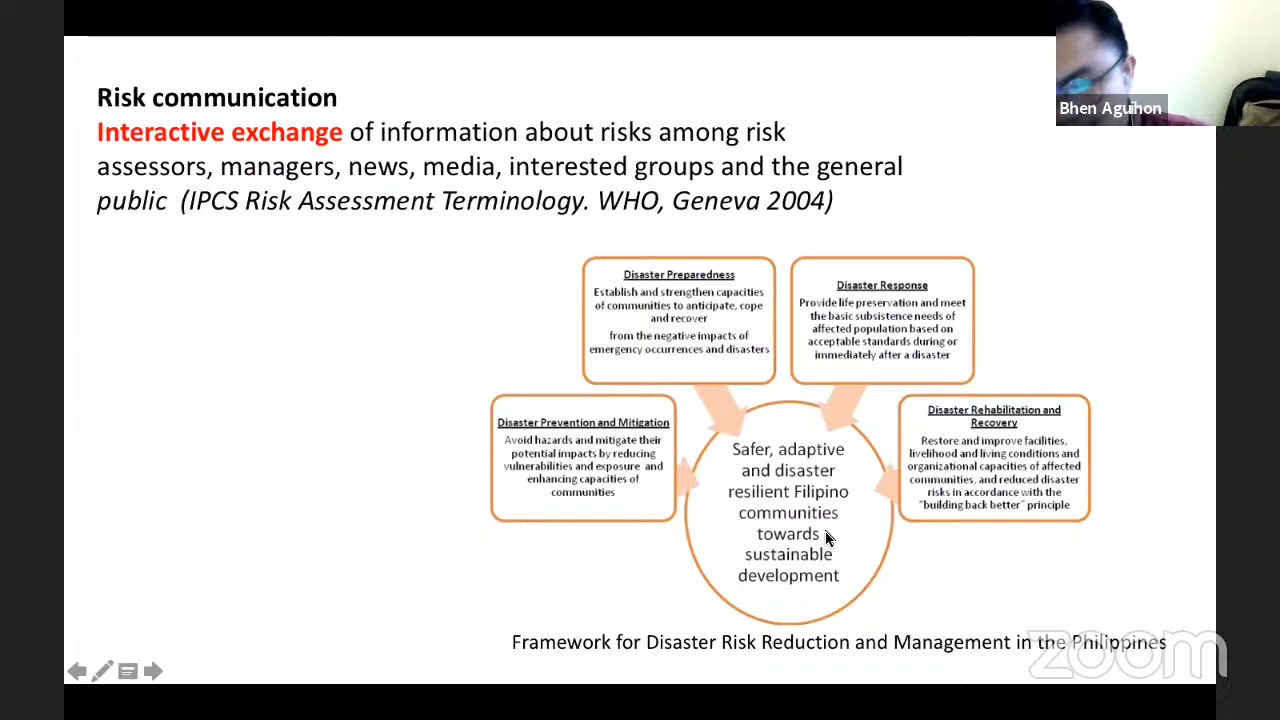 Risk communication
Interactive exchange of information about risks among risk
assessors, managers, news, media, interested groups and the general
public (IPCS Risk Assessment Terminology. WHO, Geneva 2004)
Bhen Aguihon
Disaster Preparedness
Establish and strengthen capacities
of communities to anticipate, cope
and recover
from the negative impacts of
emergency occurrences and disasters
Disaster Response
Provide life preservation and meet
the basic subsistence needs of
affected population based on
acceptable standards during or
immediately after a disaster
Disaster Prevention and Mitigation
Avoid hazards and mitigate their
potential impacts by reducing
vulnerabilities and exposure and
enhancing capacities of
communities
Disaster Rehabilitation and
Recovery
Restore and improve facilities,
livelihood and living conditions and
organizational capacities of affected
communities, and reduced disaster
risks in accordance with the
"building back better" principle
Safer, adaptive
and disaster
resilient Filipino
communities
towards
sustainable
development
Framework for Disaster Risk Reduction and Management in the Philippines
zoom